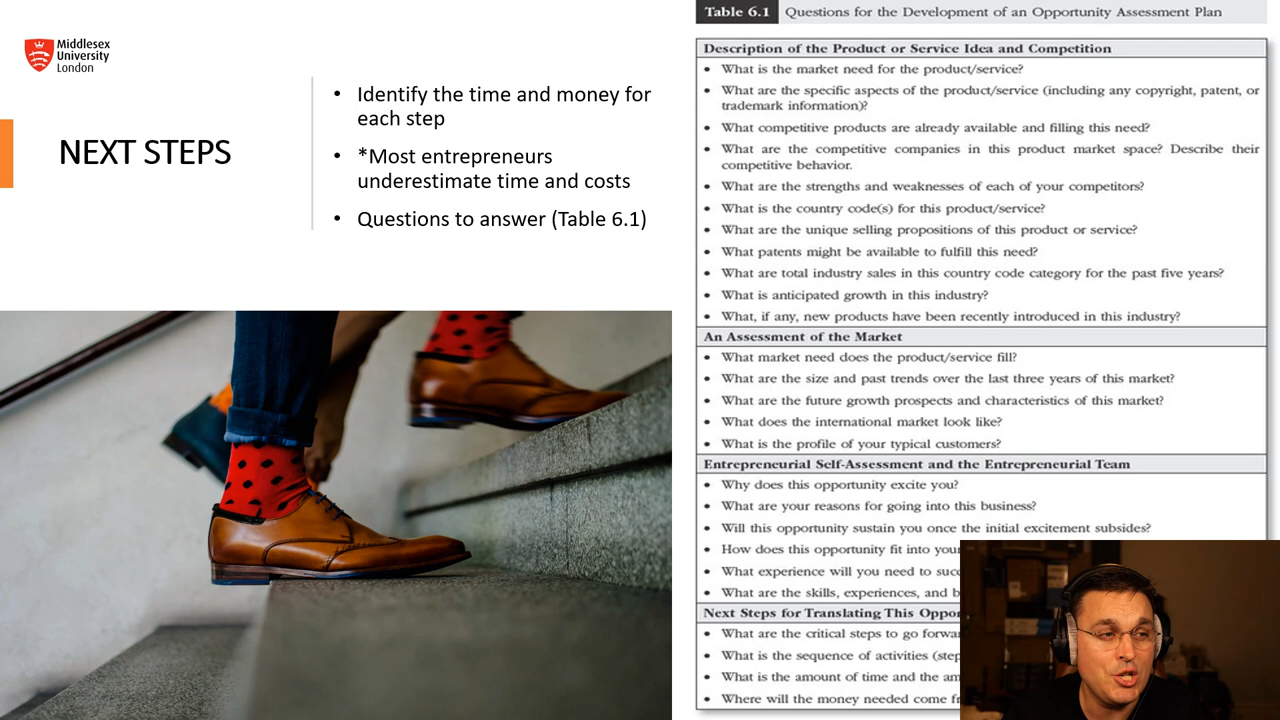 Middlesex
University
London
NEXT STEPS
• Identify the time and money for
each step
• *Most entrepreneurs
underestimate time and costs
• Questions to answer (Table 6.1)
Table 6.1 Questions for the Development of an Opportunity Assessment Plan
Description of the Product or Service Idea and Competition
• What is the market need for the product/service?
• What are the specific aspects of the product/service (including any copyright, patent, or
trademark information)?
• What competitive products are already available and filling this need?
• What are the competitive companies in this product market space? Describe their
competitive behavior.
• What are the strengths and weaknesses of each of your competitors?
• What is the country code(s) for this product/service?
• What are the unique selling propositions of this product or service?
• What patents might be available to fulfill this need?
• What are total industry sales in this country code category for the past five years?
• What is anticipated growth in this industry?
• What, if any, new products have been recently introduced in this industry?
An Assessment of the Market
• What market need does the product/service fill?
• What are the size and past trends over the last three years of this market?
• What are the future growth prospects and characteristics of this market?
• What does the international market look like?
• What is the profile of your typical customers?
Entrepreneurial Self-Assessment and the Entrepreneurial Team
• Why does this opportunity excite you?
• What are your reasons for going into this business?
• Will this opportunity sustain you once the initial excitement subsides?
• How does this opportunity fit into
• What experience will you need to
• What are the skills, experiences, and
Next Steps for Translating This
• What are the critical steps to go
• What is the sequence of activities
• What is the amount of time and the
• Where will the money needed come